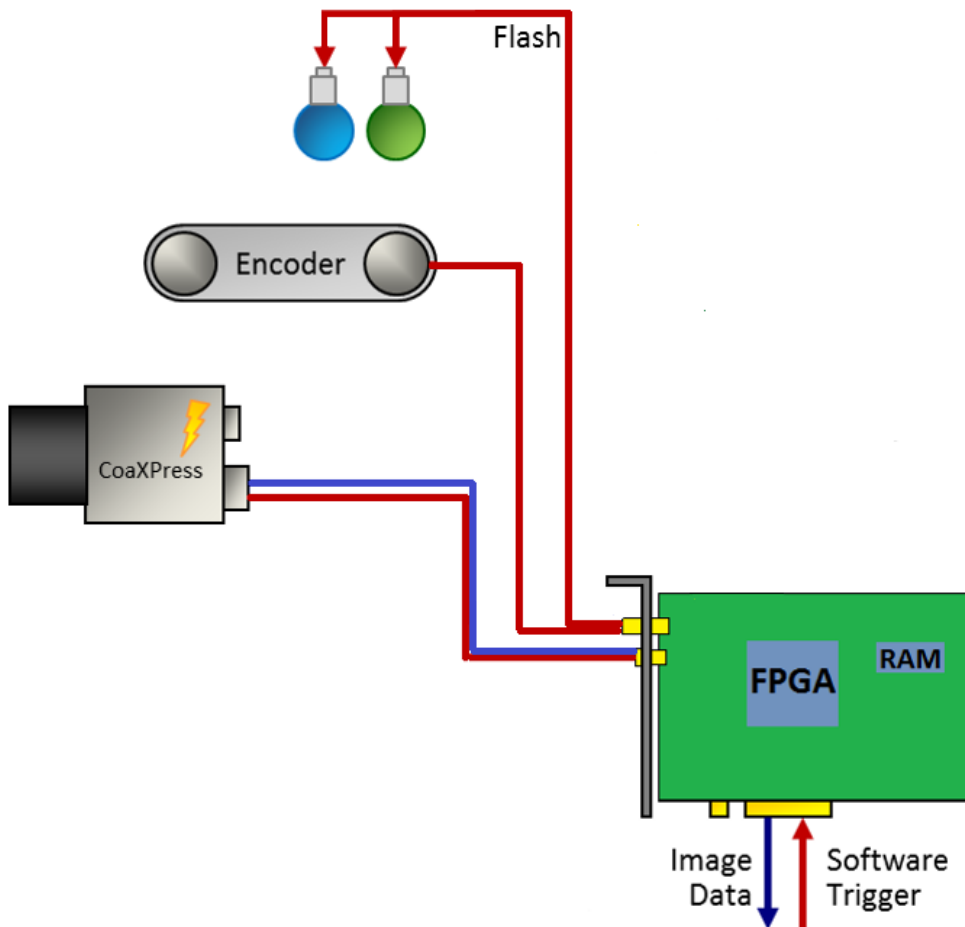 Flash
Encoder
CoaXPress
FPGA
RAM
Image
Data
Software
Trigger